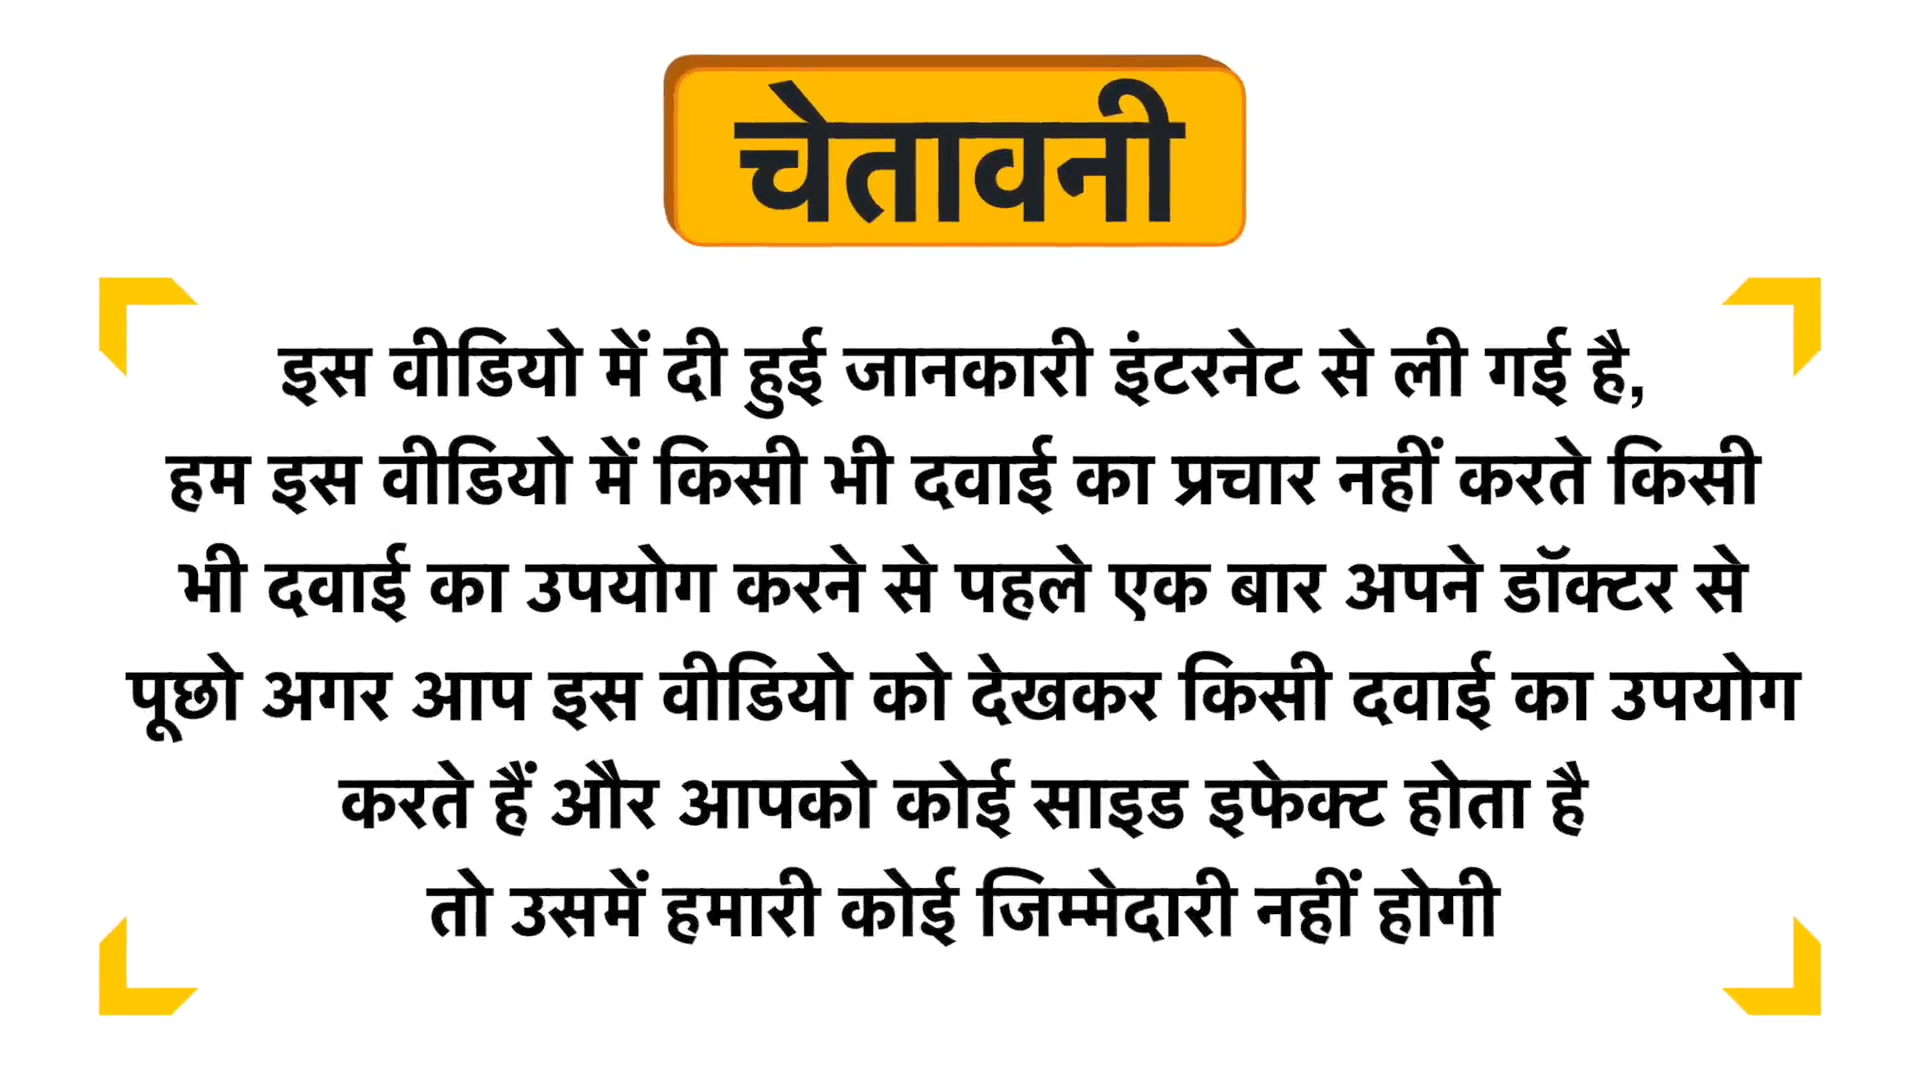 चेतावनी
इस वीडियो में दी हुई जानकारी इंटरनेट से ली गई है,
हम इस वीडियो में किसी भी दवाई का प्रचार नहीं करते किसी
भी दवाई का उपयोग करने से पहले एक बार अपने डॉक्टर से
पूछो अगर आप इस वीडियो को देखकर किसी दवाई का उपयोग
करते हैं और आपको कोई साइड इफेक्ट होता है
तो उसमें हमारी कोई जिम्मेदारी नहीं होगी